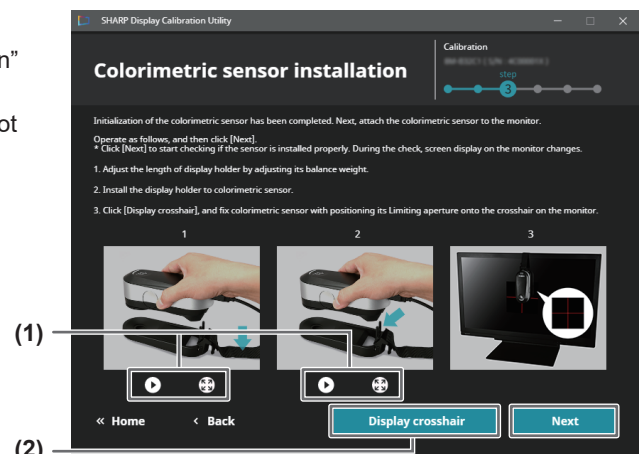 n”
ot
SHARP Display Calibration Utility
Colorimetric sensor installation
Calibration
step
3
Initialization of the colorimetric sensor has been completed. Next, attach the colorimetric sensor to the monitor.
Operate as follows, and then click [Next].
* Click [Next] to start checking if the sensor is installed properly. During the check, screen display on the monitor changes.
1. Adjust the length of display holder by adjusting its balance weight.
2. Install the display holder to colorimetric sensor.
3. Click [Display crosshair], and fix colorimetric sensor with positioning its Limiting aperture onto the crosshair on the monitor.
1 2 3
(1)
« Home ‹ Back Display crosshair Next
(2)